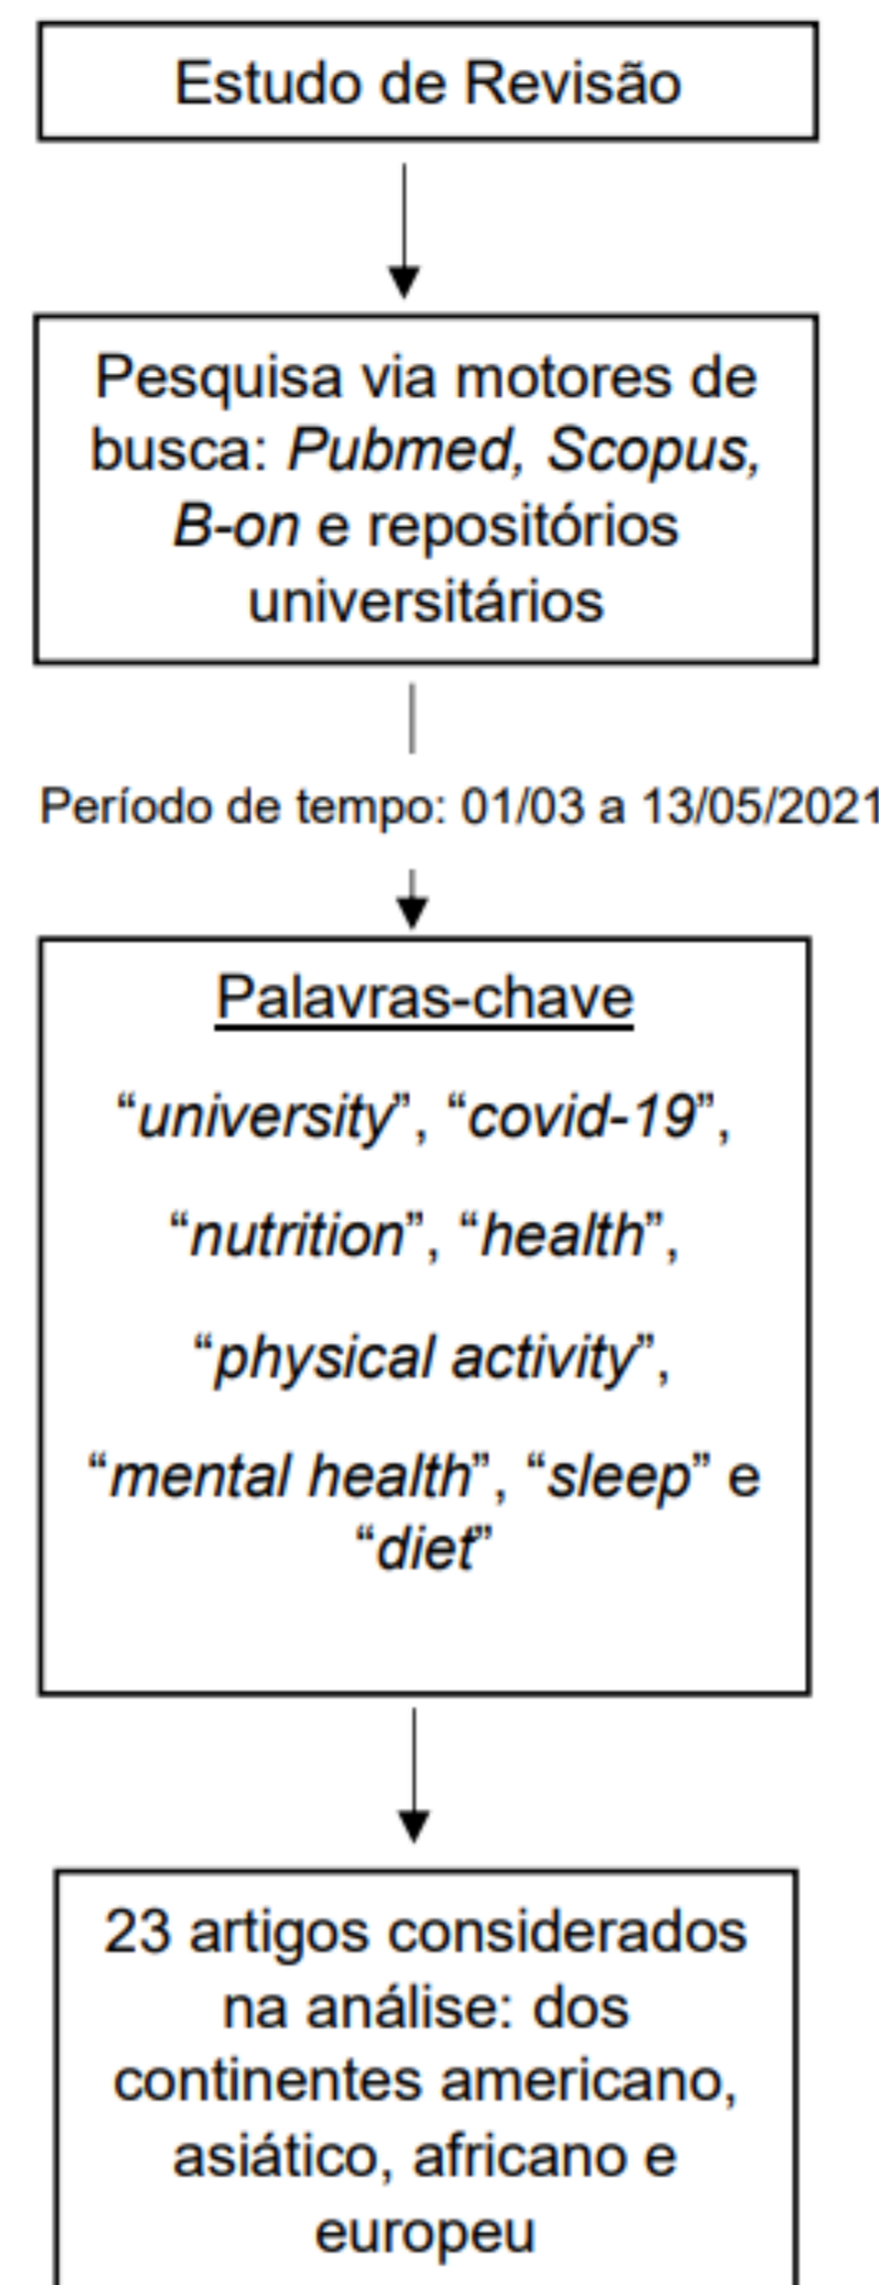 Estudo de Revisão
Pesquisa via motores de
busca: Pubmed, Scopus,
B-on e repositórios
universitários
Período de tempo: 01/03 a 13/05/2021
Palavras-chave
“university”, “covid-19”,
“nutrition”, “health”,
“physical activity”,
“mental health”, “sleep” e
“diet”
23 artigos considerados
na análise: dos
continentes americano,
asiático, africano e
europeu